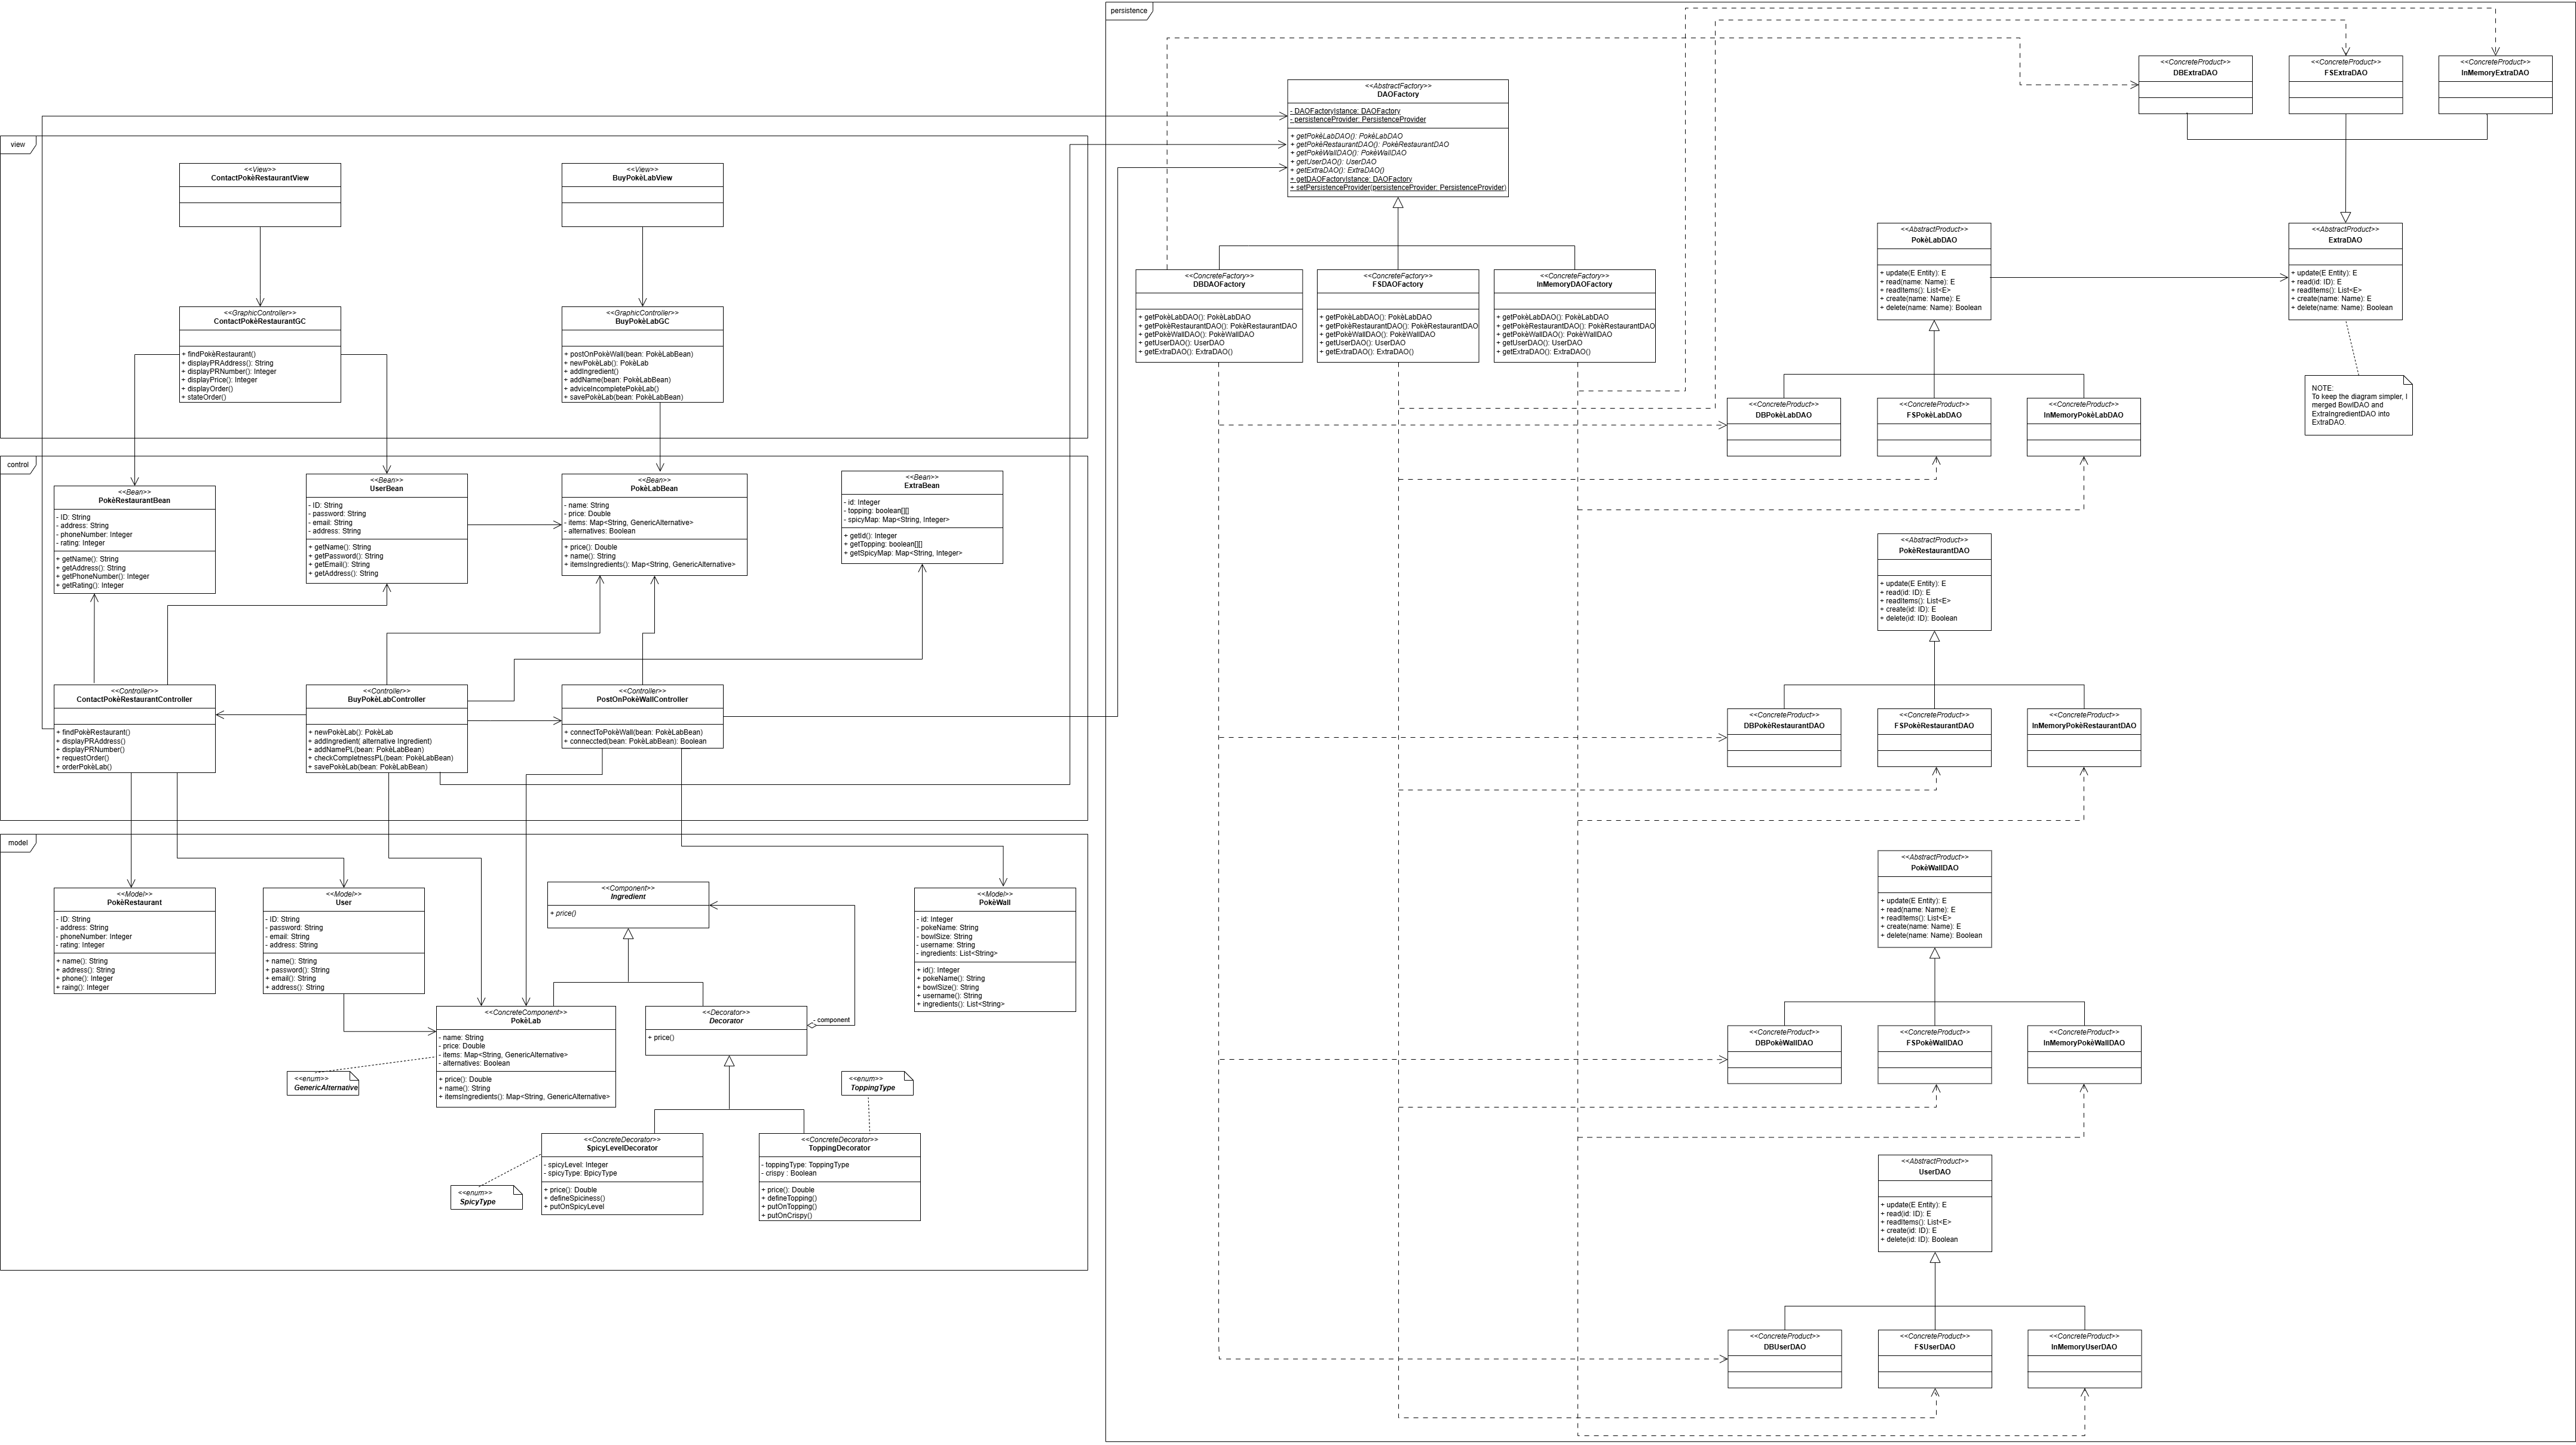 persistence
<<AbstractFactory>>
DAOFactory
- DAOFactoryIstance: DAOFactory
- persistenceProvider: PersistenceProvider
+ getPokèLabDAO(): PokèLabDAO
+ getPokèRestaurantDAO(): PokèRestaurantDAO
+ getPokèWallDAO(): PokèWallDAO
+ getUserDAO(): UserDAO
+ getExtraDAO(): ExtraDAO()
+ getDAOFactoryIstance: DAOFactory
+ setPersistenceProvider(persistenceProvider: PersistenceProvider)
<<ConcreteProduct>>
DBExtraDAO
<<ConcreteProduct>>
FSExtraDAO
<<ConcreteProduct>>
InMemoryExtraDAO
view
<<View>>
ContactPokèRestaurantView
<<View>>
BuyPokèLabView
<<GraphicController>>
ContactPokèRestaurantGC
+ findPokèRestaurant()
+ displayPRAddress(): String
+ displayPRNumber(): Integer
+ displayPrice(): Integer
+ displayOrder()
+ stateOrder()
<<GraphicController>>
BuyPokèLabGC
+ postOnPokèWall(bean: PokèLabBean)
+ newPokèLab(): PokèLab
+ addIngredient()
+ addName(bean: PokèLabBean)
+ adviceIncompletePokèLab()
+ savePokèLab(bean: PokèLabBean)
<<ConcreteFactory>>
DBDAOFactory
+ getPokèLabDAO(): PokèLabDAO
+ getPokèRestaurantDAO(): PokèRestaurantDAO
+ getPokèWallDAO(): PokèWallDAO
+ getUserDAO(): UserDAO
+ getExtraDAO(): ExtraDAO()
<<ConcreteFactory>>
FSDAOFactory
+ getPokèLabDAO(): PokèLabDAO
+ getPokèRestaurantDAO(): PokèRestaurantDAO
+ getPokèWallDAO(): PokèWallDAO
+ getUserDAO(): UserDAO
+ getExtraDAO(): ExtraDAO()
<<ConcreteFactory>>
InMemoryDAOFactory
+ getPokèLabDAO(): PokèLabDAO
+ getPokèRestaurantDAO(): PokèRestaurantDAO
+ getPokèWallDAO(): PokèWallDAO
+ getUserDAO(): UserDAO
+ getExtraDAO(): ExtraDAO()
<<AbstractProduct>>
PokèLabDAO
+ update(E Entity): E
+ read(name: Name): E
+ readItems(): List<E>
+ create(name: Name): E
+ delete(name: Name): Boolean
<<AbstractProduct>>
ExtraDAO
+ update(E Entity): E
+ read(id: ID): E
+ readItems(): List<E>
+ create(name: Name): E
+ delete(name: Name): Boolean
NOTE:
To keep the diagram simpler, I
merged BowlDAO and
ExtraIngredientDAO into
ExtraDAO.
<<ConcreteProduct>>
DBPokèLabDAO
<<ConcreteProduct>>
FSPokèLabDAO
<<ConcreteProduct>>
InMemoryPokèLabDAO
control
<<Bean>>
PokèRestaurantBean
- ID: String
- address: String
- phoneNumber: Integer
- rating: Integer
+ getName(): String
+ getAddress(): String
+ getPhoneNumber(): Integer
+ getRating(): Integer
<<Bean>>
UserBean
- ID: String
- password: String
- email: String
- address: String
+ getName(): String
+ getPassword(): String
+ getEmail(): String
+ getAddress(): String
<<Bean>>
PokèLabBean
- name: String
- price: Double
- items: Map<String, GenericAlternative>
- alternatives: Boolean
+ price(): Double
+ name(): String
+ itemsIngredients(): Map<String, GenericAlternative>
<<Bean>>
ExtraBean
- id: Integer
- topping: boolean[][]
- spicyMap: Map<String, Integer>
+ getId(): Integer
+ getTopping: boolean[][]
+ getSpicyMap: Map<String, Integer>
<<Controller>>
ContactPokèRestaurantController
+ findPokèRestaurant()
+ displayPRAddress()
+ displayPRNumber()
+ requestOrder()
+ orderPokèLab()
<<Controller>>
BuyPokèLabController
+ newPokèLab(): PokèLab
+ addIngredient( alternative Ingredient)
+ addNamePL(bean: PokèLabBean)
+ checkCompletnessPL(bean: PokèLabBean)
+ savePokèLab(bean: PokèLabBean)
<<Controller>>
PostOnPokèWallController
+ connectToPokèWall(bean: PokèLabBean)
+ conneccted(bean: PokèLabBean): Boolean
<<AbstractProduct>>
PokèRestaurantDAO
+ update(E Entity): E
+ read(id: ID): E
+ readItems(): List<E>
+ create(id: ID): E
+ delete(id: ID): Boolean
<<ConcreteProduct>>
DBPokèRestaurantDAO
<<ConcreteProduct>>
FSPokèRestaurantDAO
<<ConcreteProduct>>
InMemoryPokèRestaurantDAO
model
<<Model>>
PokèRestaurant
- ID: String
- address: String
- phoneNumber: Integer
- rating: Integer
+ name(): String
+ address(): String
+ phone(): Integer
+ raing(): Integer
<<Model>>
User
- ID: String
- password: String
- email: String
- address: String
+ name(): String
+ password(): String
+ email(): String
+ address(): String
<<Component>>
Ingredient
+ price()
<<Model>>
PokèWall
- id: Integer
- pokeName: String
- bowlSize: String
- username: String
- ingredients: List<String>
+ id(): Integer
+ pokeName(): String
+ bowlSize(): String
+ username(): String
+ ingredients(): List<String>
<<ConcreteComponent>>
PokèLab
- name: String
- price: Double
- items: Map<String, GenericAlternative>
- alternatives: Boolean
+ price(): Double
+ name(): String
+ itemsIngredients(): Map<String, GenericAlternative>
<<Decorator>>
Decorator
+ price()
- component
<<enum>>
GenericAlternative
<<enum>>
ToppingType
<<ConcreteDecorator>>
SpicyLevelDecorator
- spicyLevel: Integer
- spicyType: BpicyType
+ price(): Double
+ defineSpiciness()
+ putOnSpicyLevel
<<ConcreteDecorator>>
ToppingDecorator
- toppingType: ToppingType
- crispy : Boolean
+ price(): Double
+ defineTopping()
+ putOnTopping()
+ putOnCrispy()
<<enum>>
SpicyType
<<AbstractProduct>>
PokèWallDAO
+ update(E Entity): E
+ read(name: Name): E
+ readItems(): List<E>
+ create(name: Name): E
+ delete(name: Name): Boolean
<<ConcreteProduct>>
DBPokèWallDAO
<<ConcreteProduct>>
FSPokèWallDAO
<<ConcreteProduct>>
InMemoryPokèWallDAO
<<AbstractProduct>>
UserDAO
+ update(E Entity): E
+ read(id: ID): E
+ readItems(): List<E>
+ create(id: ID): E
+ delete(id: ID): Boolean
<<ConcreteProduct>>
DBUserDAO
<<ConcreteProduct>>
FSUserDAO
<<ConcreteProduct>>
InMemoryUserDAO